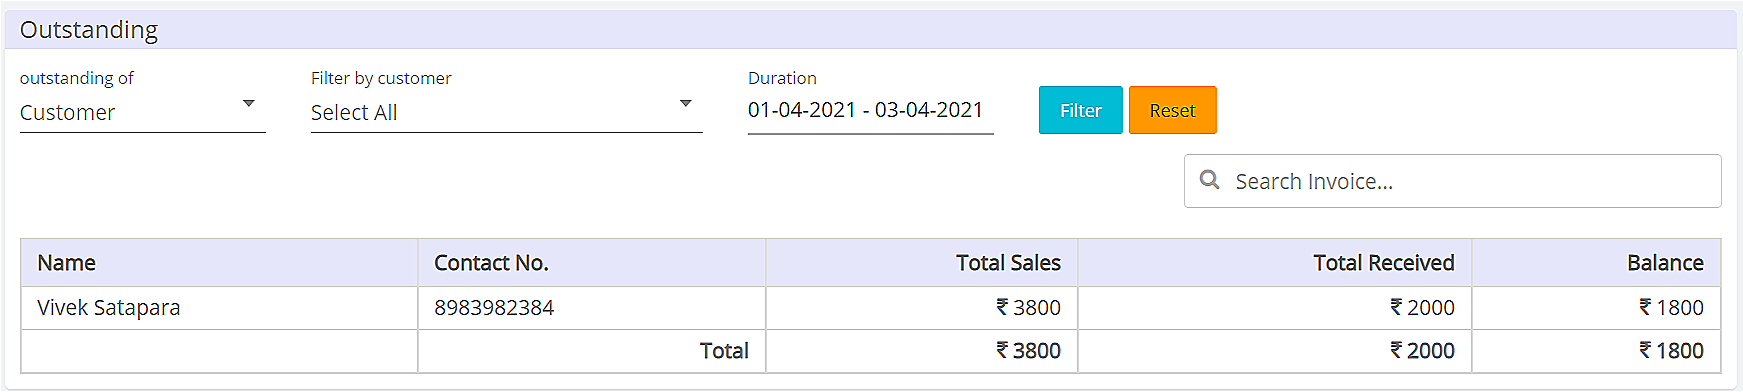 Outstanding
outstanding of Filter by customer Duration
Customer Select All 01-04-2021 - 03-04-2021 Filter Reset
Search Invoice...
Name Contact No. Total Sales Total Received Balance
Vivek Satapara 8983982384 ₹ 3800 ₹ 2000 ₹ 1800
Total ₹ 3800 ₹ 2000 ₹ 1800